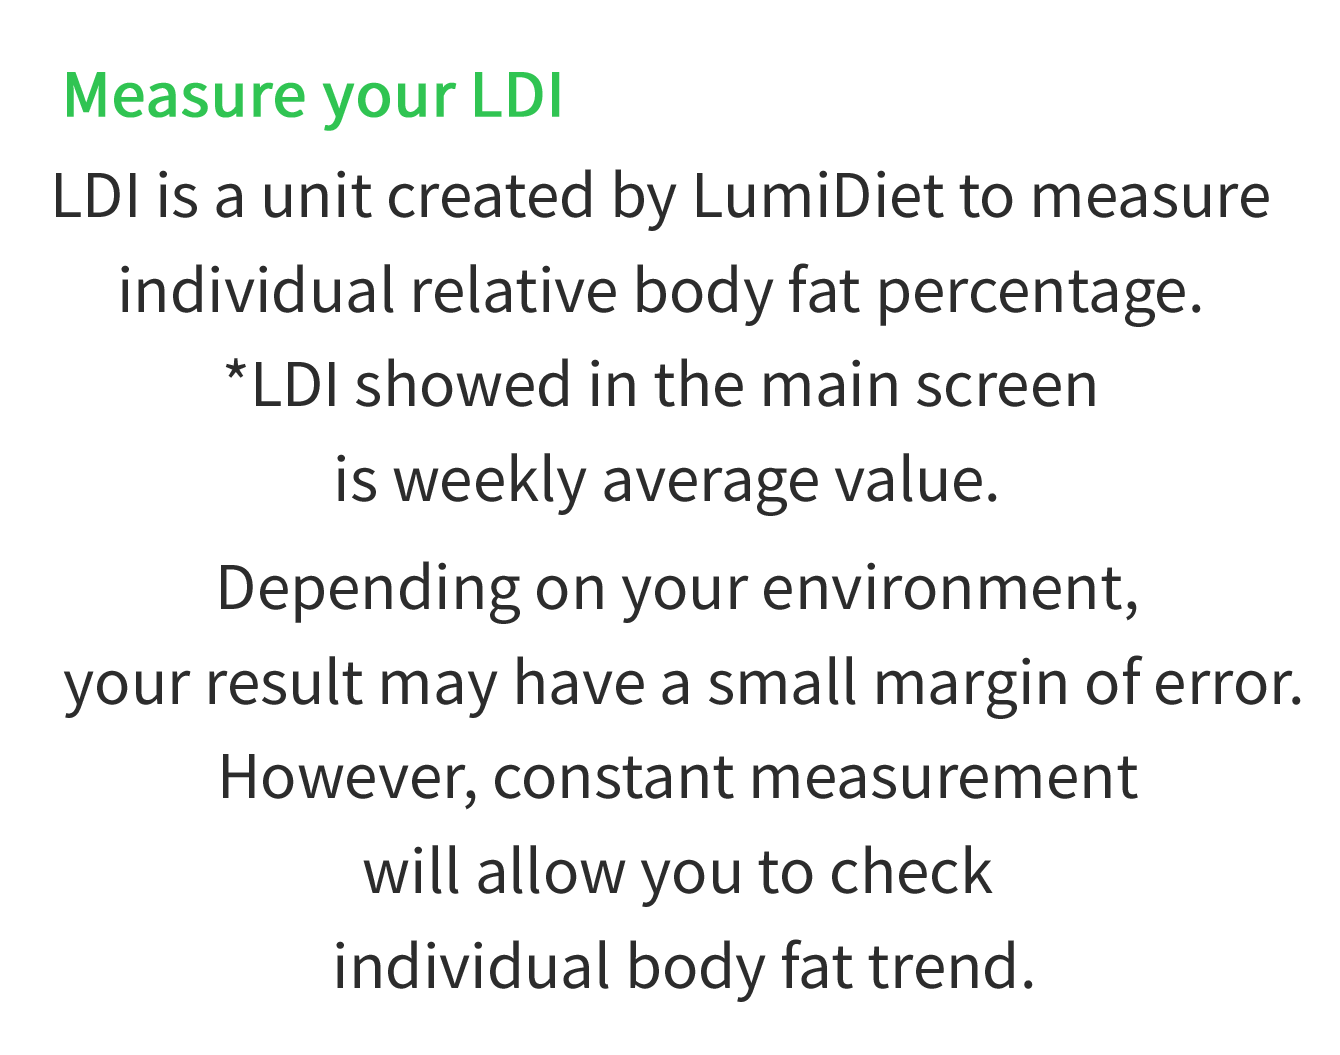 Measure your LDI
LDI is a unit created by LumiDiet to measure
individual relative body fat percentage.
*LDI showed in the main screen
is weekly average value.
Depending on your environment,
your result may have a small margin of error.
However, constant measurement
will allow you to check
individual body fat trend.